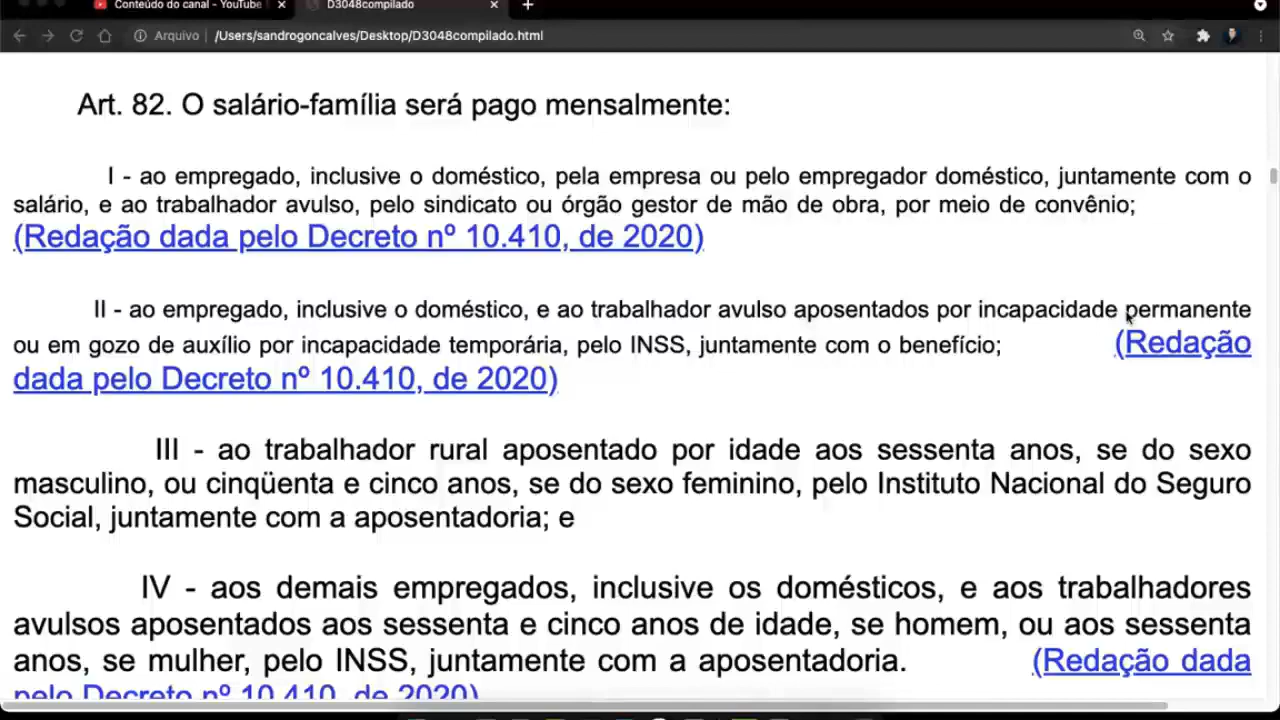 Conteúdo do canal - YouTube
D3048compilado
Arquivo /Users/sandrogoncalves/Desktop/D3048compilado.html
Art. 82. O salário-família será pago mensalmente:
I - ao empregado, inclusive o doméstico, pela empresa ou pelo empregador doméstico, juntamente com o
salário, e ao trabalhador avulso, pelo sindicato ou órgão gestor de mão de obra, por meio de convênio;
(Redação dada pelo Decreto nº 10.410, de 2020)
II - ao empregado, inclusive o doméstico, e ao trabalhador avulso aposentados por incapacidade permanente
ou em gozo de auxílio por incapacidade temporária, pelo INSS, juntamente com o benefício; (Redação
dada pelo Decreto nº 10.410, de 2020)
III - ao trabalhador rural aposentado por idade aos sessenta anos, se do sexo
masculino, ou cinqüenta e cinco anos, se do sexo feminino, pelo Instituto Nacional do Seguro
Social, juntamente com a aposentadoria; e
IV - aos demais empregados, inclusive os domésticos, e aos trabalhadores
avulsos aposentados aos sessenta e cinco anos de idade, se homem, ou aos sessenta
anos, se mulher, pelo INSS, juntamente com a aposentadoria. (Redação dada
pelo Decreto nº 10.410, de 2020)